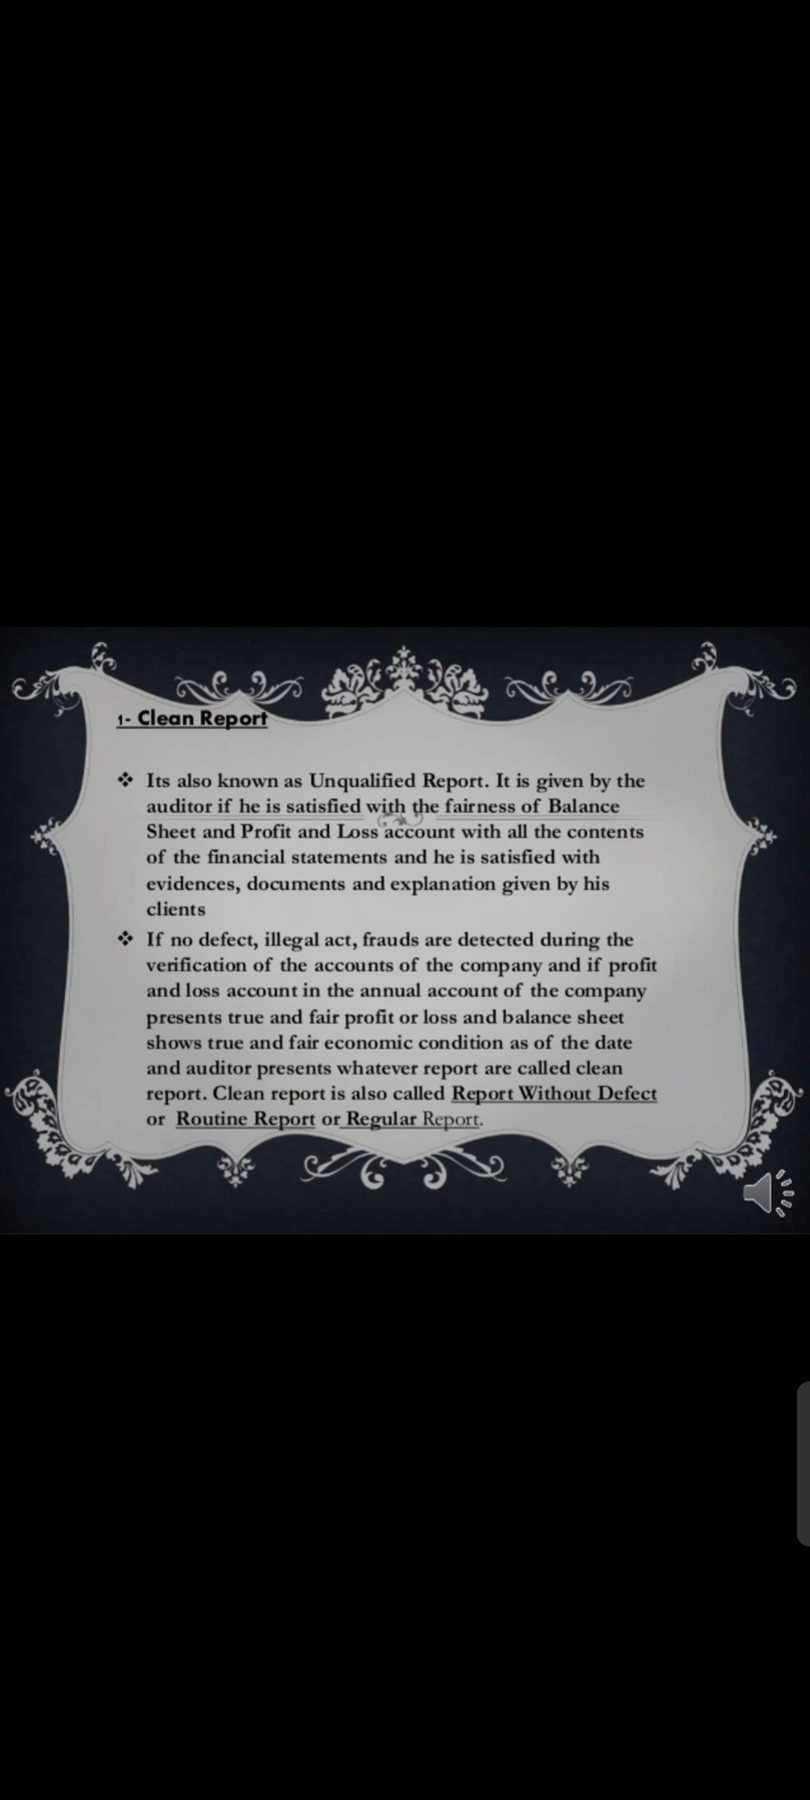 1- Clean Report
❖ Its also known as Unqualified Report. It is given by the
auditor if he is satisfied with the fairness of Balance
Sheet and Profit and Loss account with all the contents
of the financial statements and he is satisfied with
evidences, documents and explanation given by his
clients
❖ If no defect, illegal act, frauds are detected during the
verification of the accounts of the company and if profit
and loss account in the annual account of the company
presents true and fair profit or loss and balance sheet
shows true and fair economic condition as of the date
and auditor presents whatever report are called clean
report. Clean report is also called Report Without Defect
or Routine Report or Regular Report.